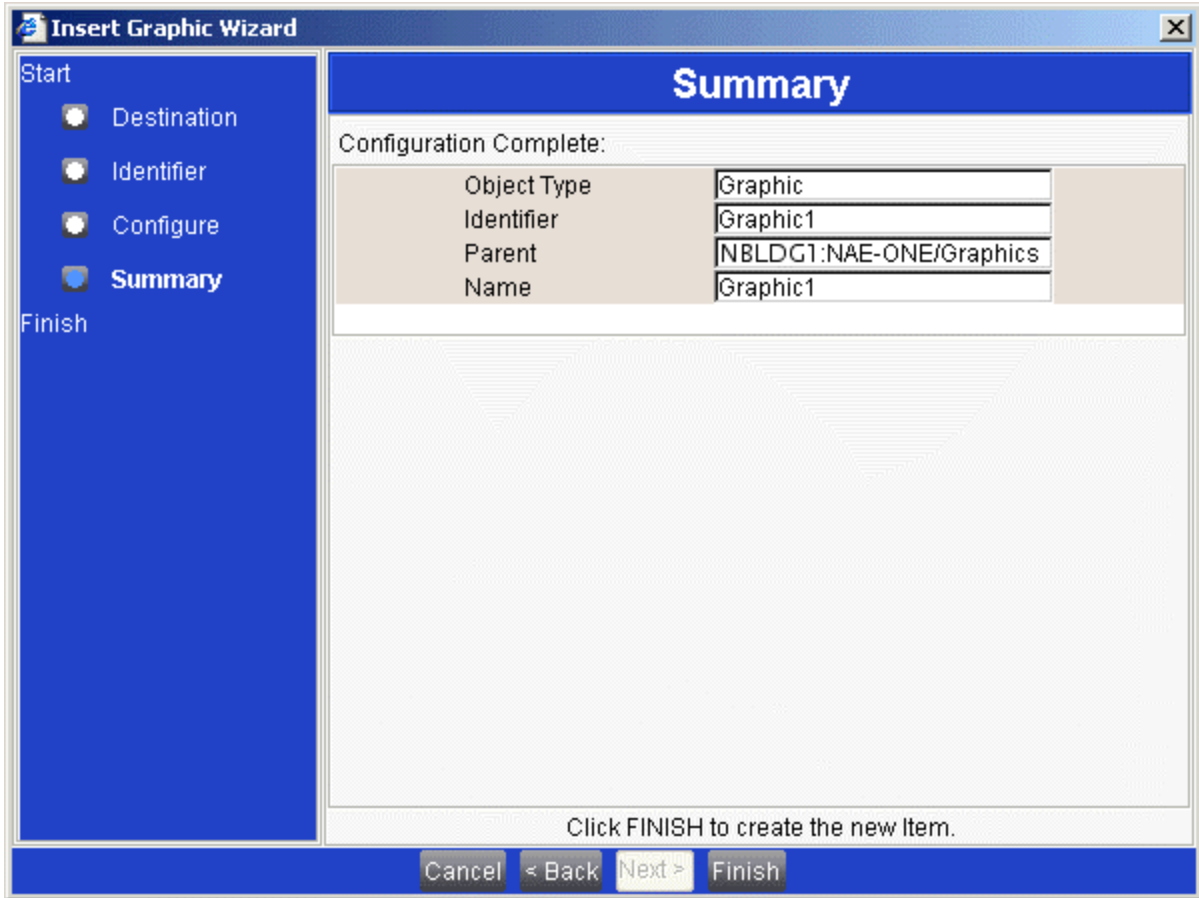 Insert Graphic Wizard
Start
Destination
Identifier
Configure
Summary
Finish
Summary
Configuration Complete:
Object Type Graphic
Identifier Graphic1
Parent NBLDG1:NAE-ONE/Graphics
Name Graphic1
Click FINISH to create the new Item.
Cancel < Back Next > Finish